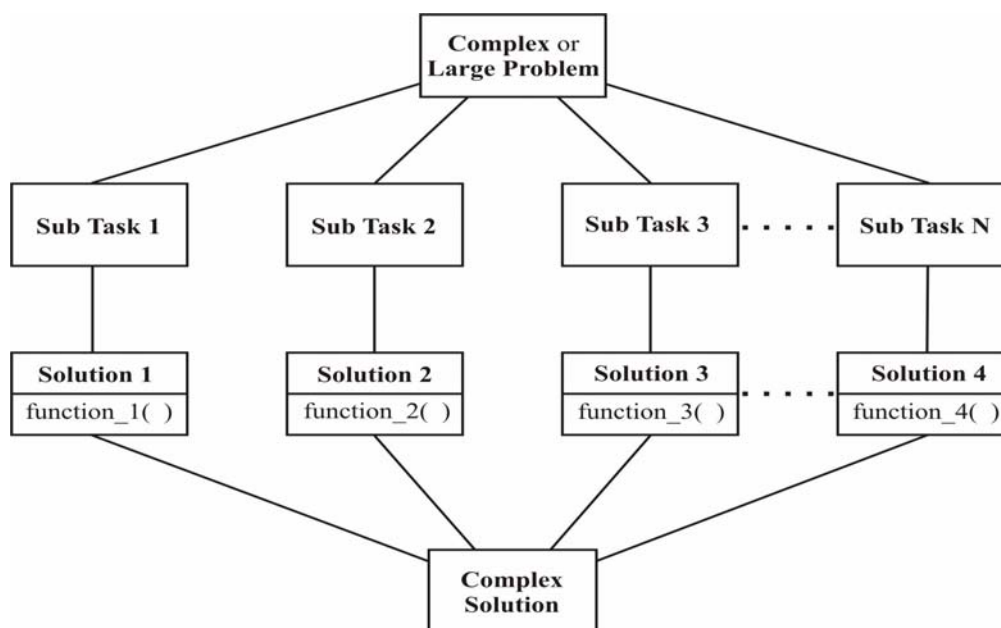 Complex or
Large Problem
Sub Task 1
Sub Task 2
Sub Task 3
Sub Task N
Solution 1
Solution 2
Solution 3
Solution 4
function_1( )
function_2( )
function_3( )
function_4( )
Complex
Solution